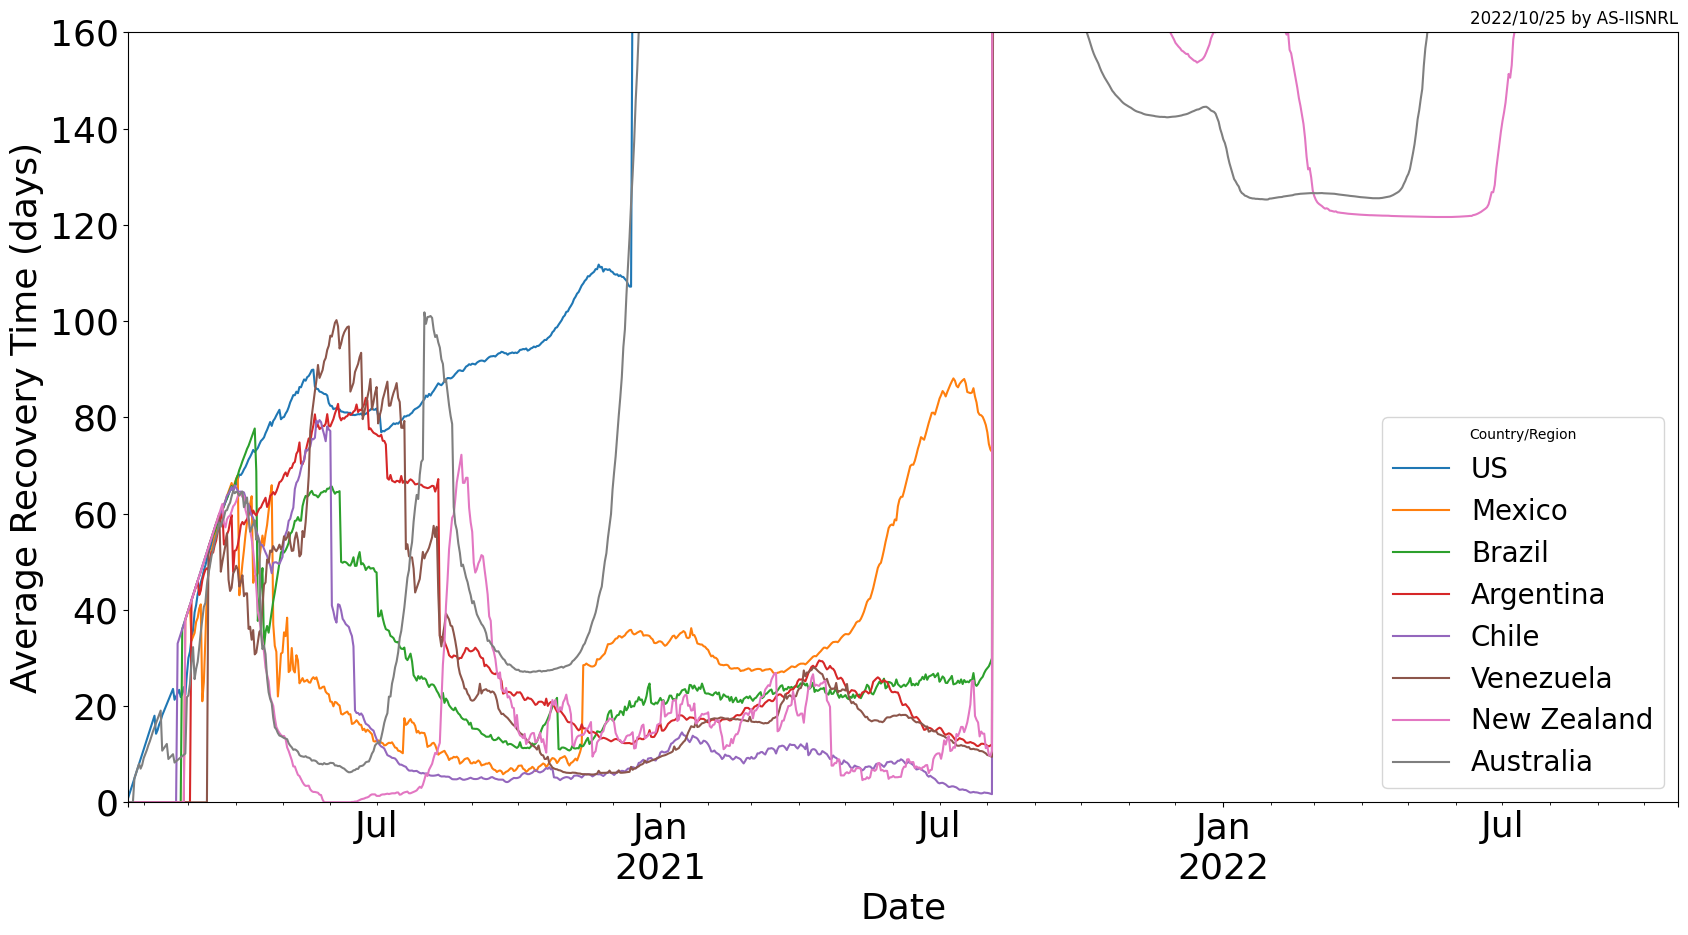 2022/10/25 by AS-IISNRL
160
140
120
100
80
60
40
20
0
Average Recovery Time (days)
Country/Region
US
Mexico
Brazil
Argentina
Chile
Venezuela
New Zealand
Australia
Jul
Jan
2021
Jul
Jan
2022
Jul
Date